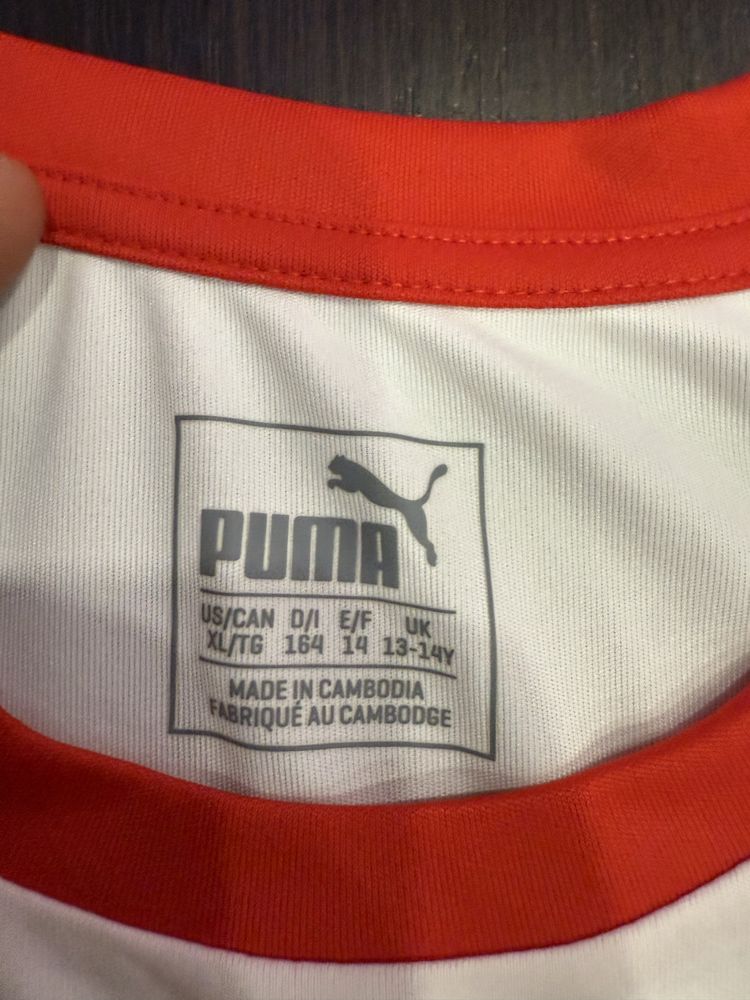 PUMA
US/CAN D/I E/F UK
XL/TG 164 14 13-14Y
MADE IN CAMBODIA
FABRIQUÉ AU CAMBODGE